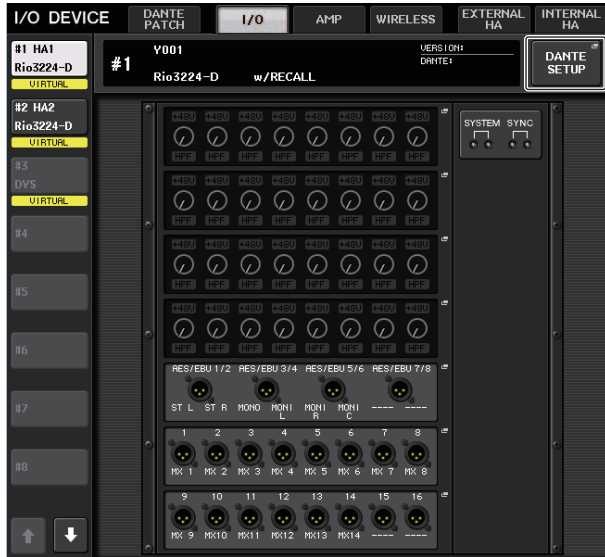 I/O DEVICE
DANTE PATCH
I/O
AMP
WIRELESS
EXTERNAL HA
INTERNAL HA
#1 HA1
Rio3224-D
VIRTUAL
#2 HA2
Rio3224-D
VIRTUAL
#3
DVS
VIRTUAL
#4
#5
#6
#7
#8
#1
Y001
Rio3224-D w/RECALL
VERSION:
DANTE:
DANTE SETUP
+48V +48V +48V +48V +48V +48V +48V +48V
HPF HPF HPF HPF HPF HPF HPF HPF
+48V +48V +48V +48V +48V +48V +48V +48V
HPF HPF HPF HPF HPF HPF HPF HPF
+48V +48V +48V +48V +48V +48V +48V +48V
HPF HPF HPF HPF HPF HPF HPF HPF
+48V +48V +48V +48V +48V +48V +48V +48V
HPF HPF HPF HPF HPF HPF HPF HPF
AES/EBU 1/2 AES/EBU 3/4 AES/EBU 5/6 AES/EBU 7/8
ST L ST R MONO MONI L MONI R MONI C ---- ----
1 2 3 4 5 6 7 8
MX 1 MX 2 MX 3 MX 4 MX 5 MX 6 MX 7 MX 8
9 10 11 12 13 14 15 16
MX 9 MX10 MX11 MX12 MX13 MX14 ---- ----
SYSTEM SYNC